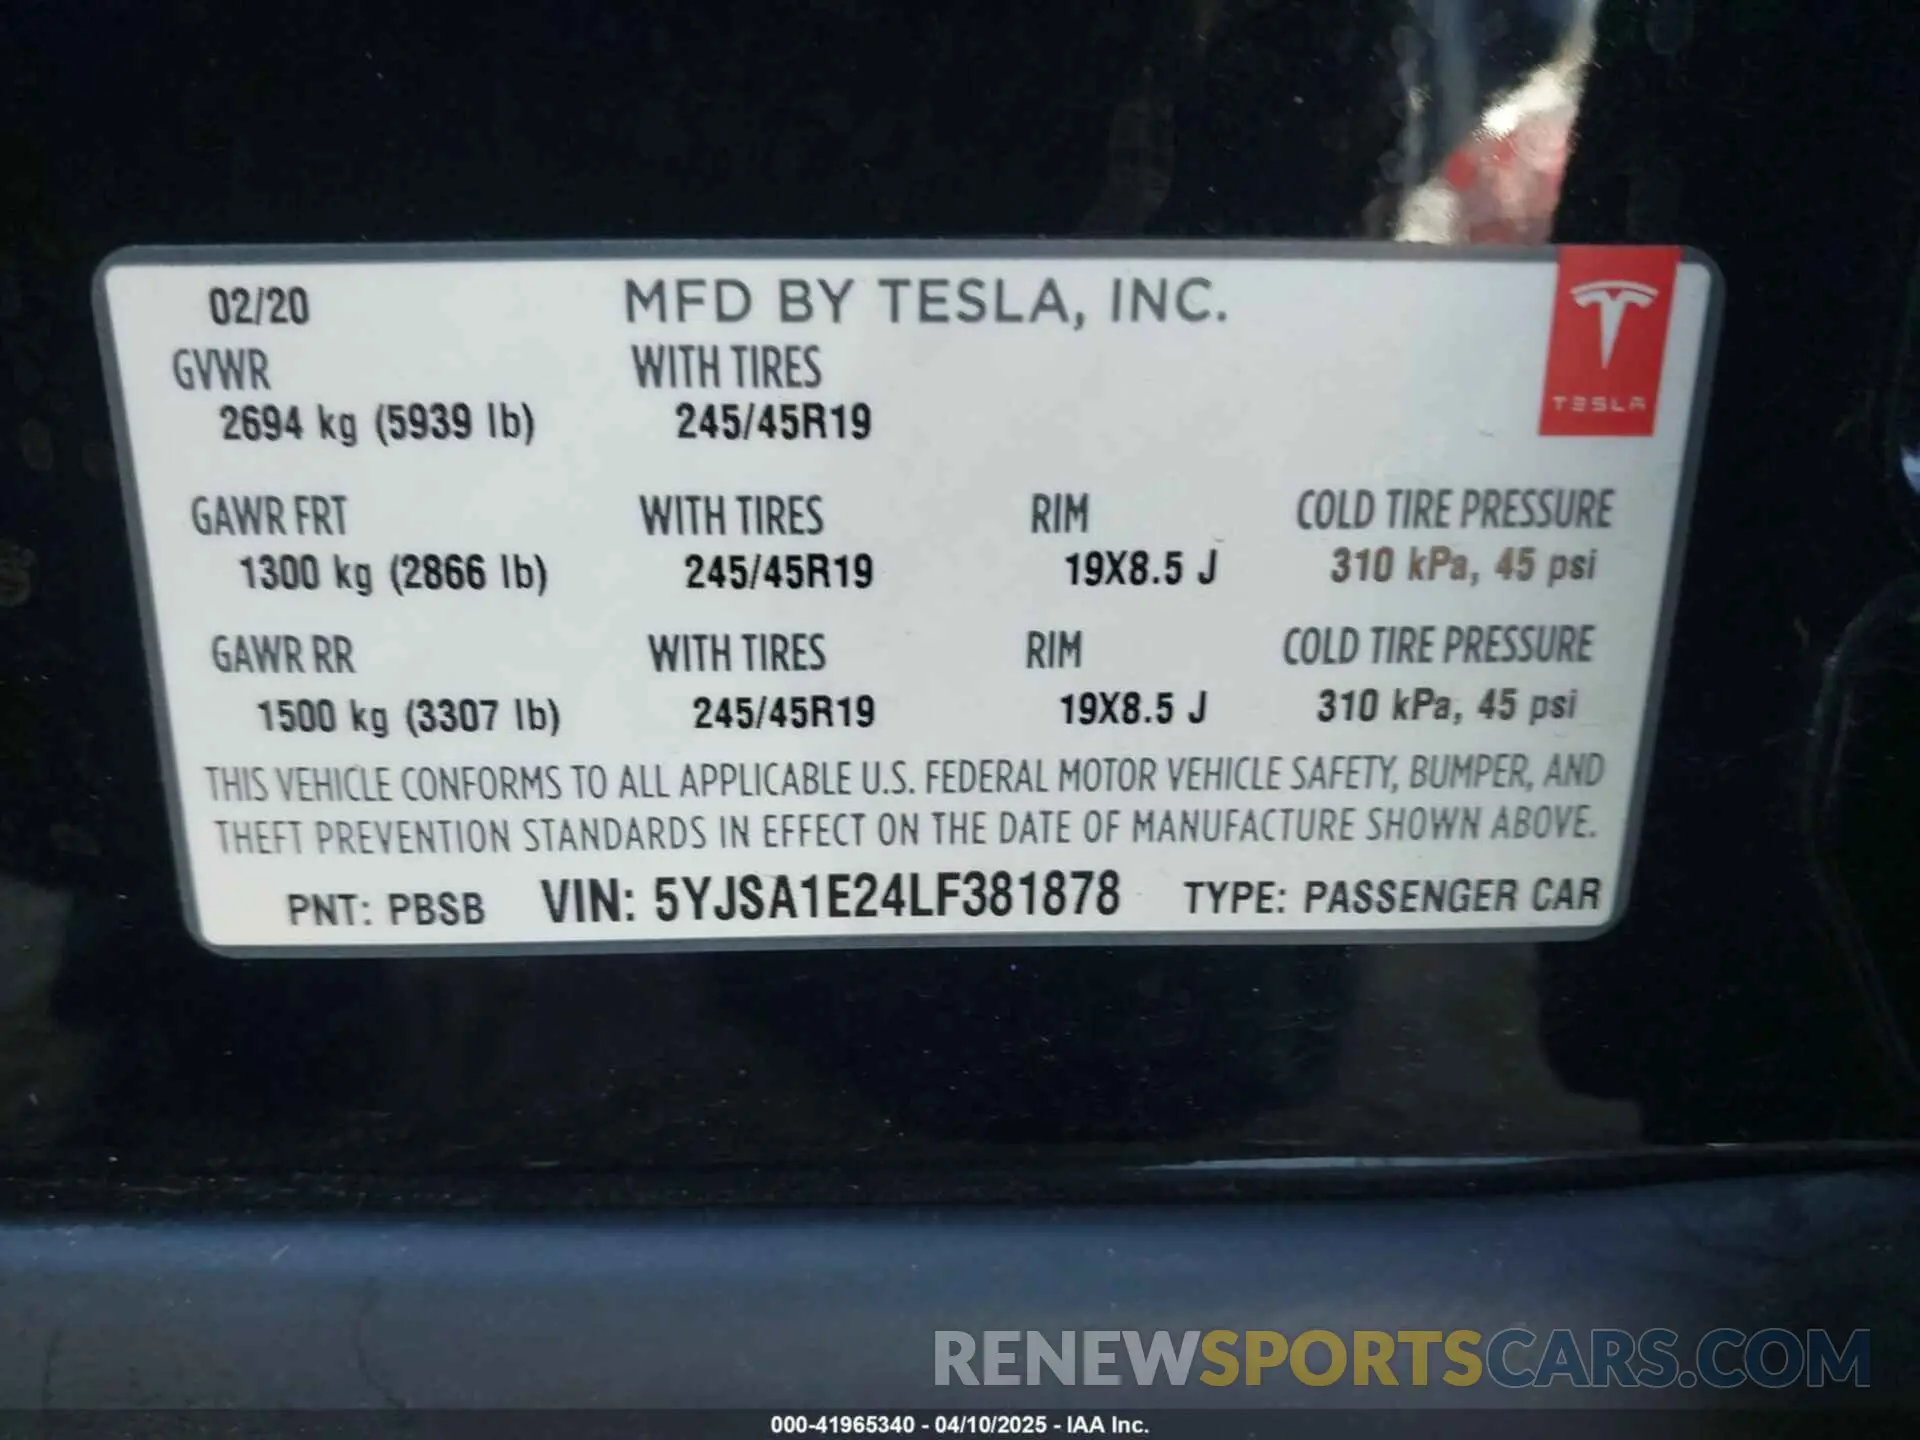 02/20 MFD BY TESLA, INC.
TESLA
GVWR WITH TIRES
2694 kg (5939 lb) 245/45R19
GAWR FRT WITH TIRES RIM COLD TIRE PRESSURE
1300 kg (2866 lb) 245/45R19 19X8.5 J 310 kPa, 45 psi
GAWR RR WITH TIRES RIM COLD TIRE PRESSURE
1500 kg (3307 lb) 245/45R19 19X8.5 J 310 kPa, 45 psi
THIS VEHICLE CONFORMS TO ALL APPLICABLE U.S. FEDERAL MOTOR VEHICLE SAFETY, BUMPER, AND
THEFT PREVENTION STANDARDS IN EFFECT ON THE DATE OF MANUFACTURE SHOWN ABOVE.
PNT: PBSB VIN: 5YJSA1E24LF381878 TYPE: PASSENGER CAR
RENEWSPORTSCARS.COM
000-41965340 - 04/10/2025 - IAA Inc.